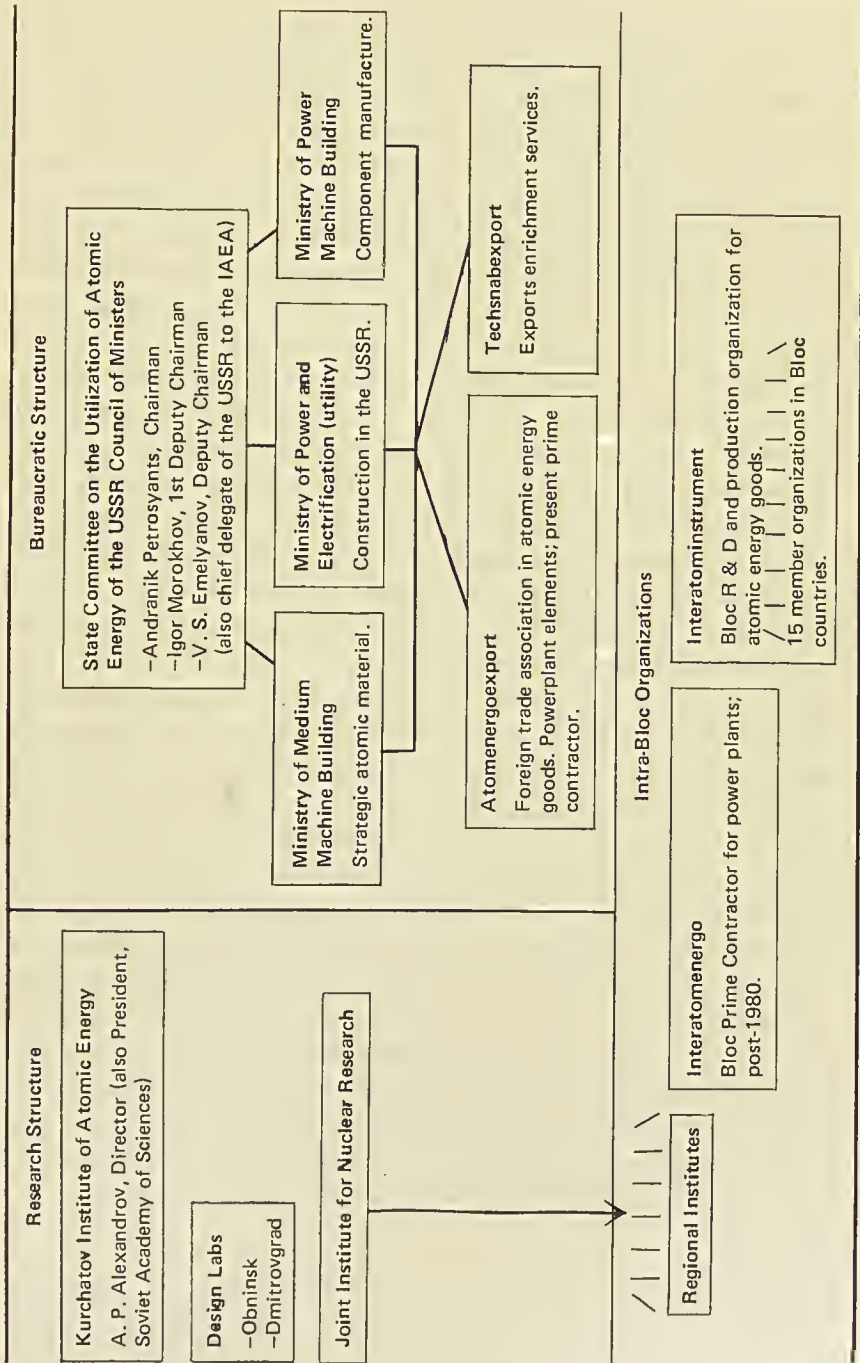 Research Structure
Kurchatov Institute of Atomic Energy
A. P. Alexandrov, Director (also President,
Soviet Academy of Sciences)
Design Labs
–Obninsk
–Dmitrovgrad
Joint Institute for Nuclear Research
Bureaucratic Structure
State Committee on the Utilization of Atomic
Energy of the USSR Council of Ministers
–Andranik Petrosyants, Chairman
–Igor Morokhov, 1st Deputy Chairman
–V. S. Emelyanov, Deputy Chairman
(also chief delegate of the USSR to the IAEA)
Ministry of Medium
Machine Building
Strategic atomic material.
Ministry of Power and
Electrification (utility)
Construction in the USSR.
Ministry of Power
Machine Building
Component manufacture.
Atomenergoexport
Foreign trade association in atomic energy
goods. Powerplant elements; present prime
contractor.
Techsnabexport
Exports enrichment services.
Intra-Bloc Organizations
Regional Institutes
Interatomenergo
Bloc Prime Contractor for power plants;
post-1980.
Interatominstrument
Bloc R & D and production organization for
atomic energy goods.
15 member organizations in Bloc
countries.